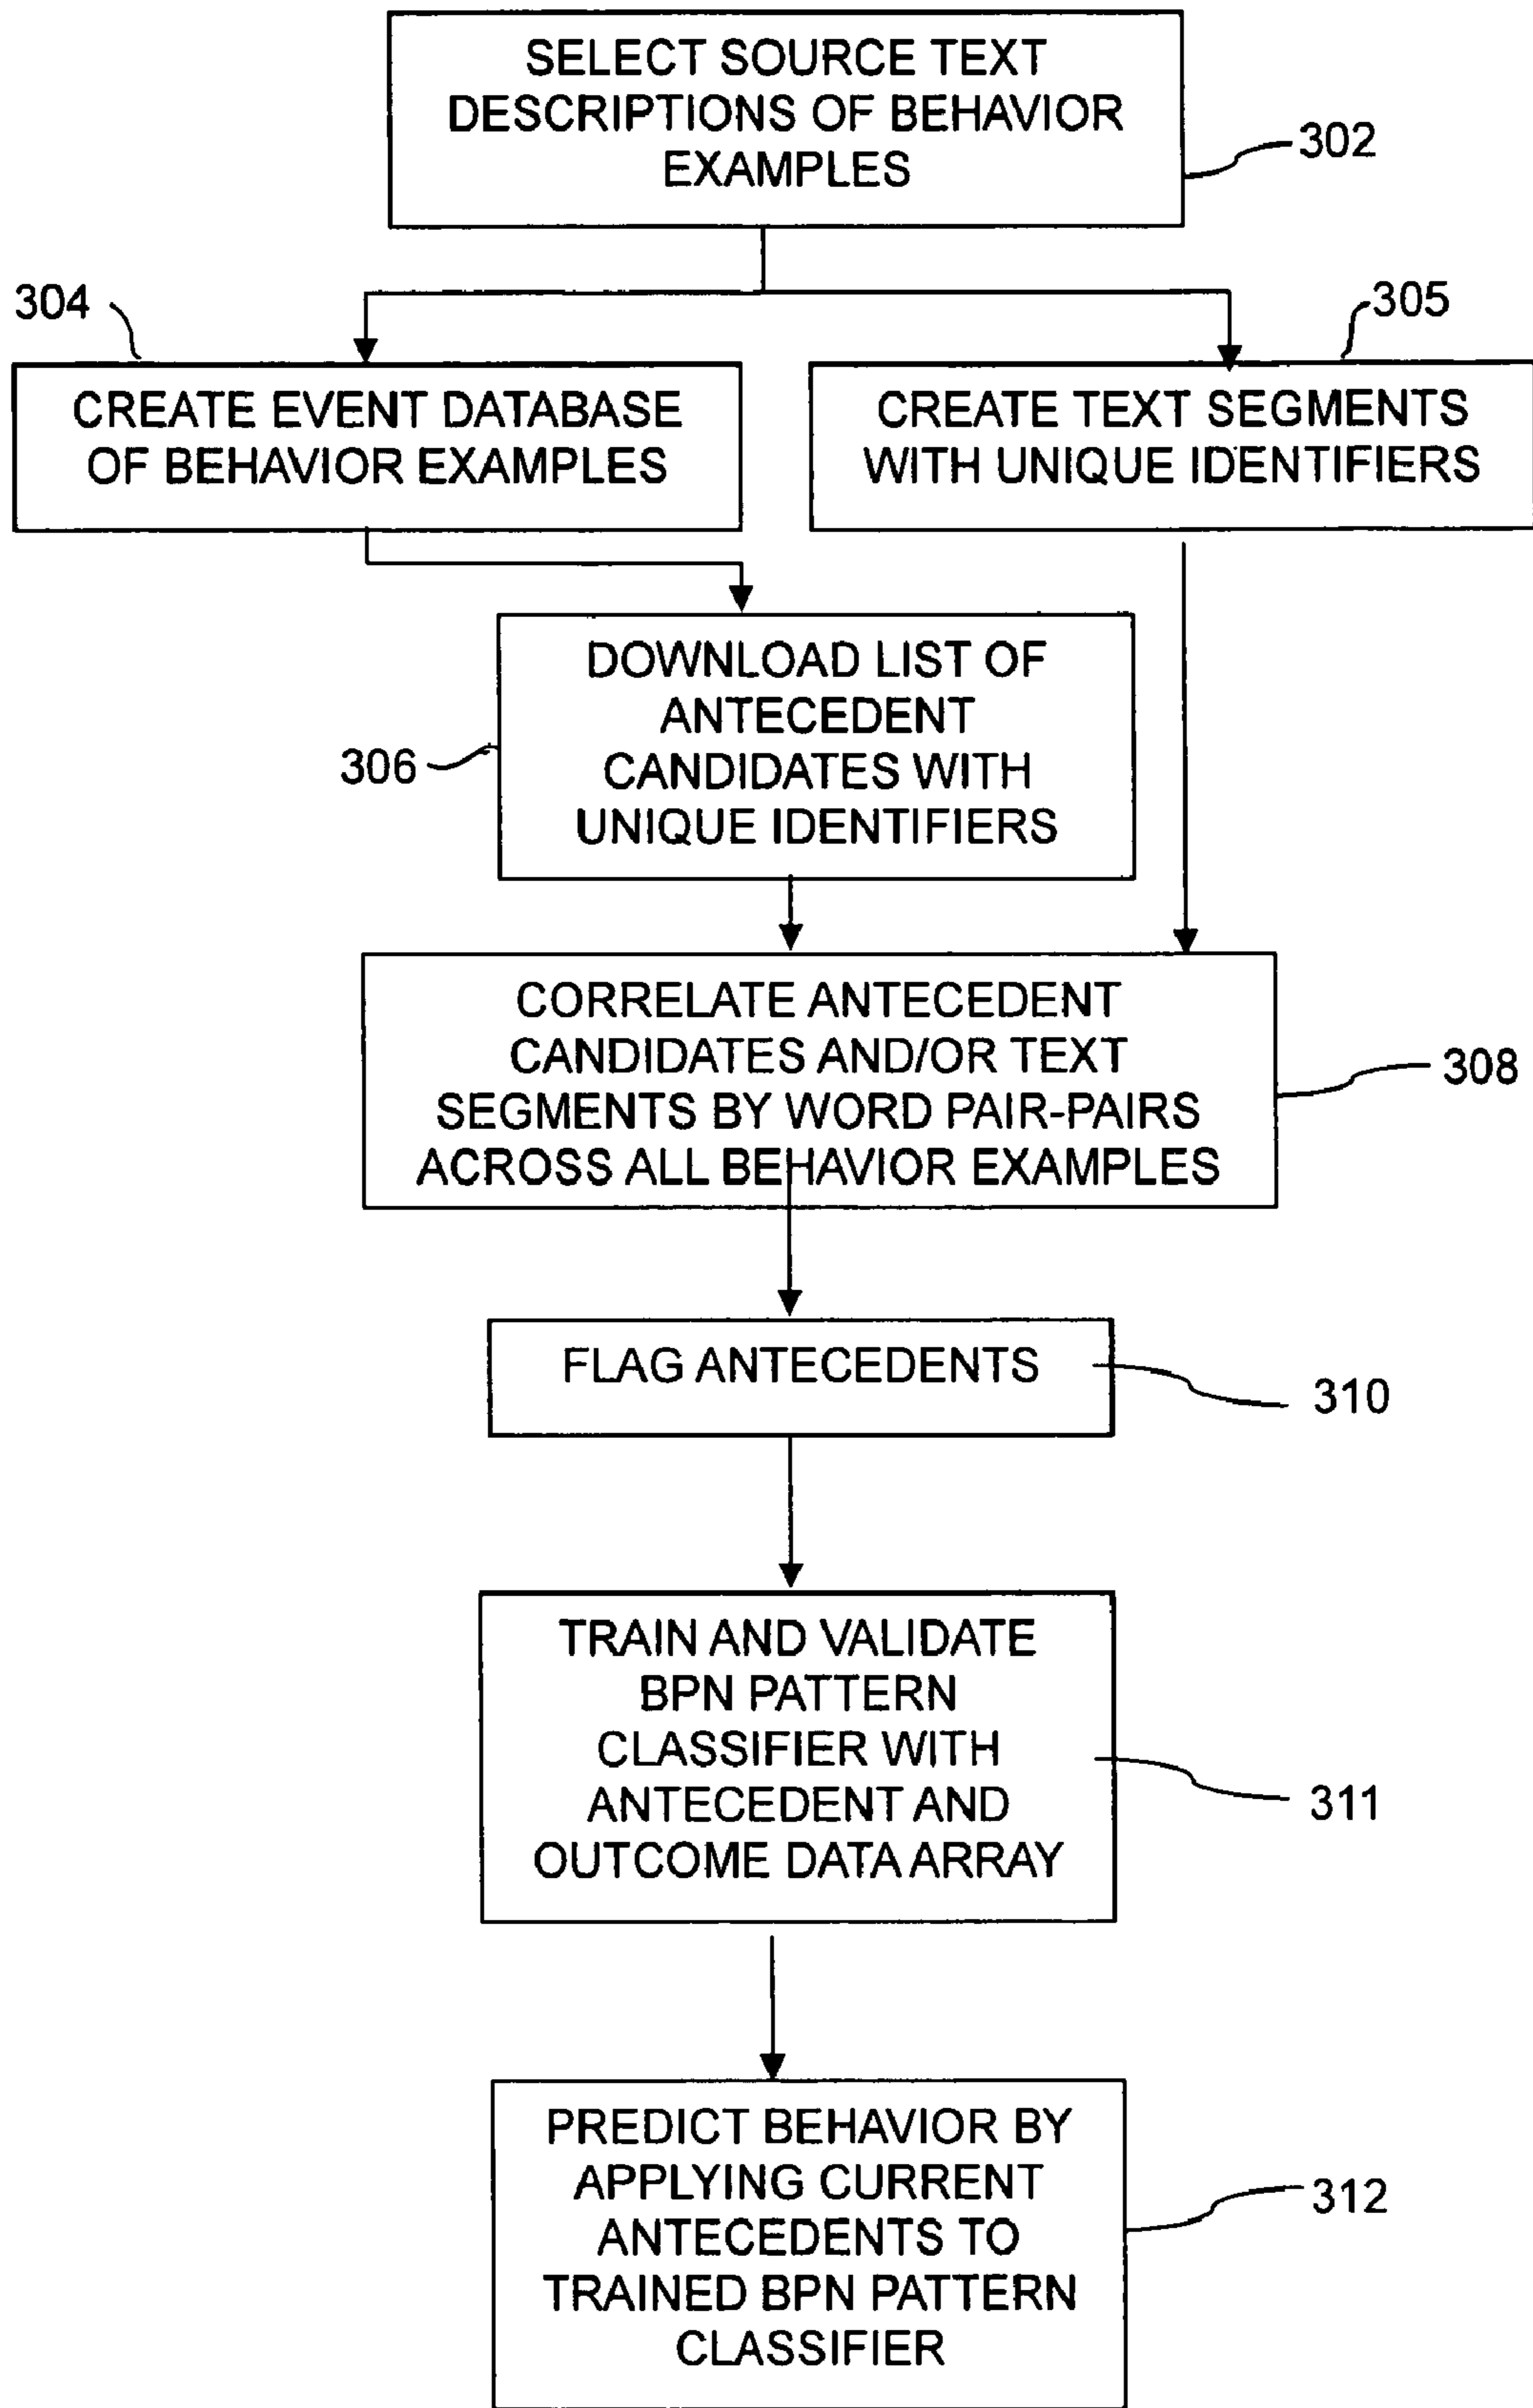 SELECT SOURCE TEXT
DESCRIPTIONS OF BEHAVIOR
EXAMPLES
302
304
305
CREATE EVENT DATABASE
OF BEHAVIOR EXAMPLES
CREATE TEXT SEGMENTS
WITH UNIQUE IDENTIFIERS
DOWNLOAD LIST OF
ANTECEDENT
CANDIDATES WITH
UNIQUE IDENTIFIERS
306
CORRELATE ANTECEDENT
CANDIDATES AND/OR TEXT
SEGMENTS BY WORD PAIR-PAIRS
ACROSS ALL BEHAVIOR EXAMPLES
308
FLAG ANTECEDENTS
310
TRAIN AND VALIDATE
BPN PATTERN
CLASSIFIER WITH
ANTECEDENT AND
OUTCOME DATA ARRAY
311
PREDICT BEHAVIOR BY
APPLYING CURRENT
ANTECEDENTS TO
TRAINED BPN PATTERN
CLASSIFIER
312